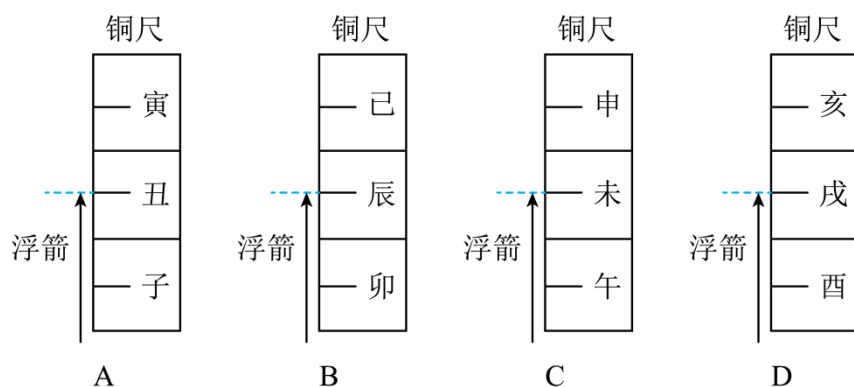 铜尺 铜尺 铜尺 铜尺
寅 己 申 亥
丑 辰 未 戌
浮箭 浮箭 浮箭 浮箭
子 卯 午 酉
A B C D